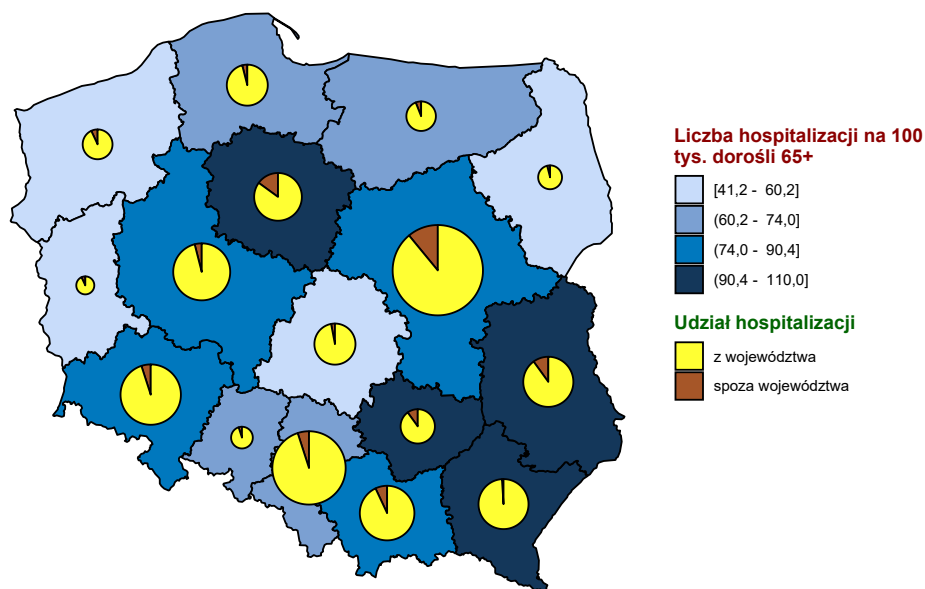 Liczba hospitalizacji na 100
tys. dorośli 65+
[41,2 - 60,2]
(60,2 - 74,0]
(74,0 - 90,4]
(90,4 - 110,0]
Udział hospitalizacji
z województwa
spoza województwa